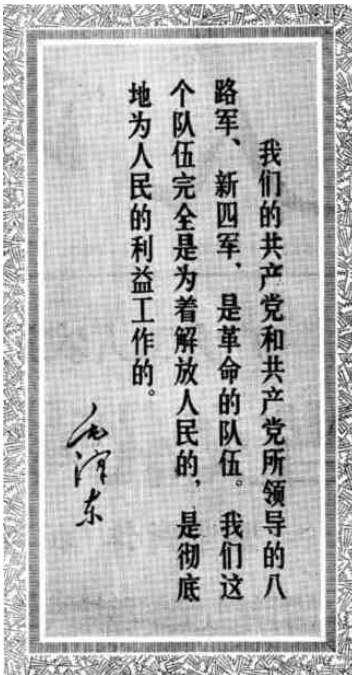 我们的共产党和共产党所领导的八
路军、新四军，是革命的队伍。我们这
个队伍完全是为着解放人民的，是彻底
地为人民的利益工作的。
毛泽东